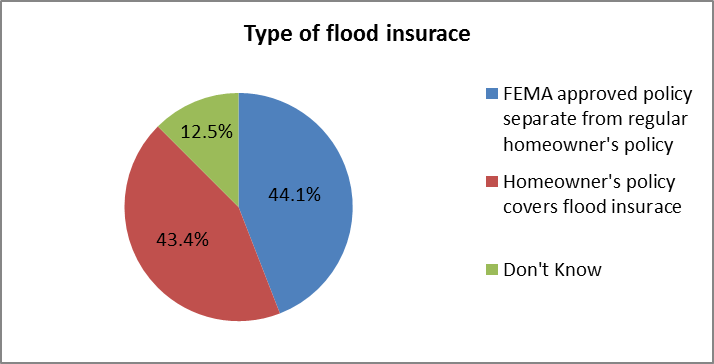 Type of flood insurace
FEMA approved policy
separate from regular
homeowner's policy
12.5%
44.1%
Homeowner's policy
covers flood insurace
43.4%
Don't Know